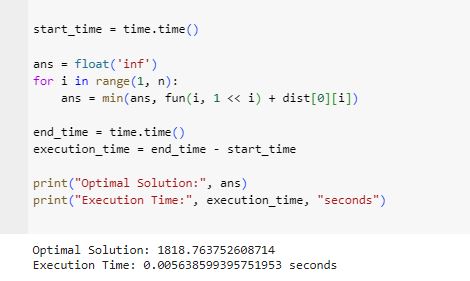 start_time = time.time()
ans = float('inf')
for i in range(1, n):
    ans = min(ans, fun(i, 1 << i) + dist[0][i])
end_time = time.time()
execution_time = end_time - start_time
print("Optimal Solution:", ans)
print("Execution Time:", execution_time, "seconds")
Optimal Solution: 1818.763752608714
Execution Time: 0.005638599395751953 seconds